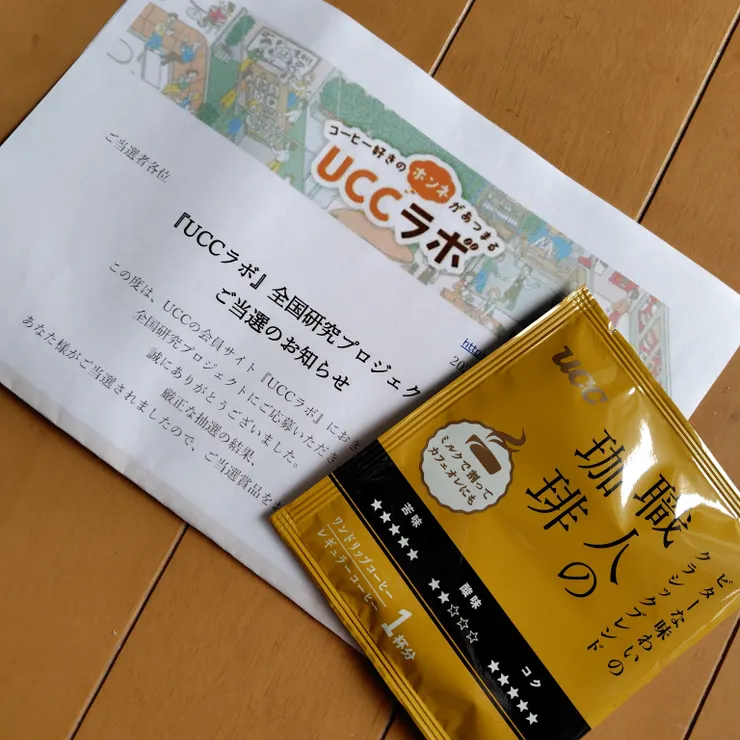 コーヒー好きの
ホンネ
があつまる
UCCラボ
ご当選者各位
『UCCラボ』全国研究プロジェク
ご当選のお知らせ
http
20
この度は、UCCの会員サイト『UCCラボ』におき
全国研究プロジェクトにご応募いただき
誠にありがとうございました。
厳正な抽選の結果、
あなた様がご当選されましたので、ご当選賞品をお
UCC
職人の
珈琲
ビターな味わいの
クラシックブレンド
ミルクで割って
カフェオレにも
苦味
★★★★★
酸味
★★☆☆☆
コク
★★★★★
ワンドリップコーヒー
レギュラーコーヒー
1杯分